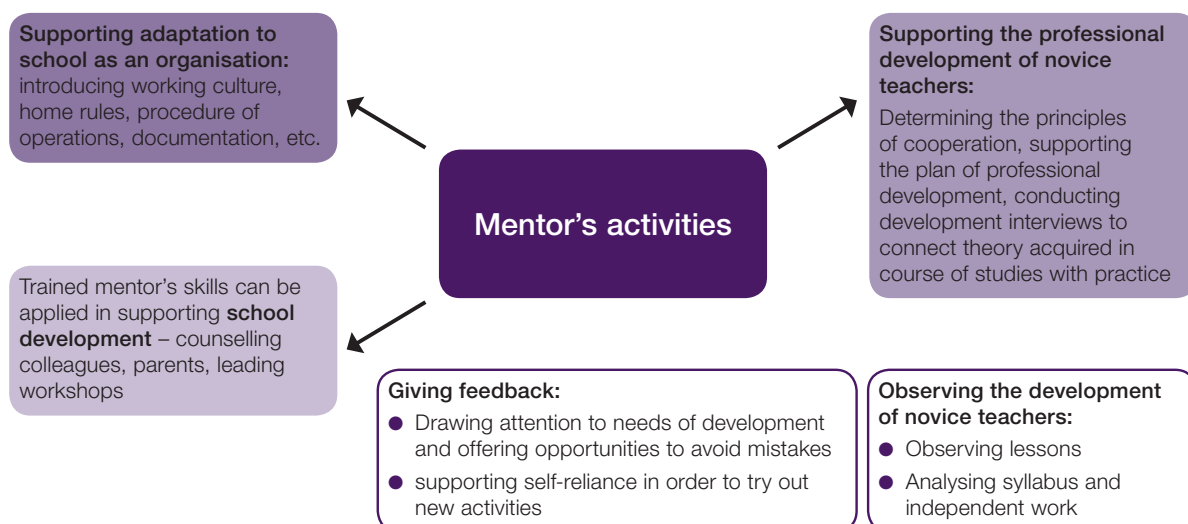 Supporting adaptation to
school as an organisation:
introducing working culture,
home rules, procedure of
operations, documentation, etc.
Supporting the professional
development of novice
teachers:
Determining the principles
of cooperation, supporting
the plan of professional
development, conducting
development interviews to
connect theory acquired in
course of studies with practice
Mentor’s activities
Trained mentor’s skills can be
applied in supporting school
development – counselling
colleagues, parents, leading
workshops
Giving feedback:
● Drawing attention to needs of development
and offering opportunities to avoid mistakes
● supporting self-reliance in order to try out
new activities
Observing the development
of novice teachers:
● Observing lessons
● Analysing syllabus and
independent work